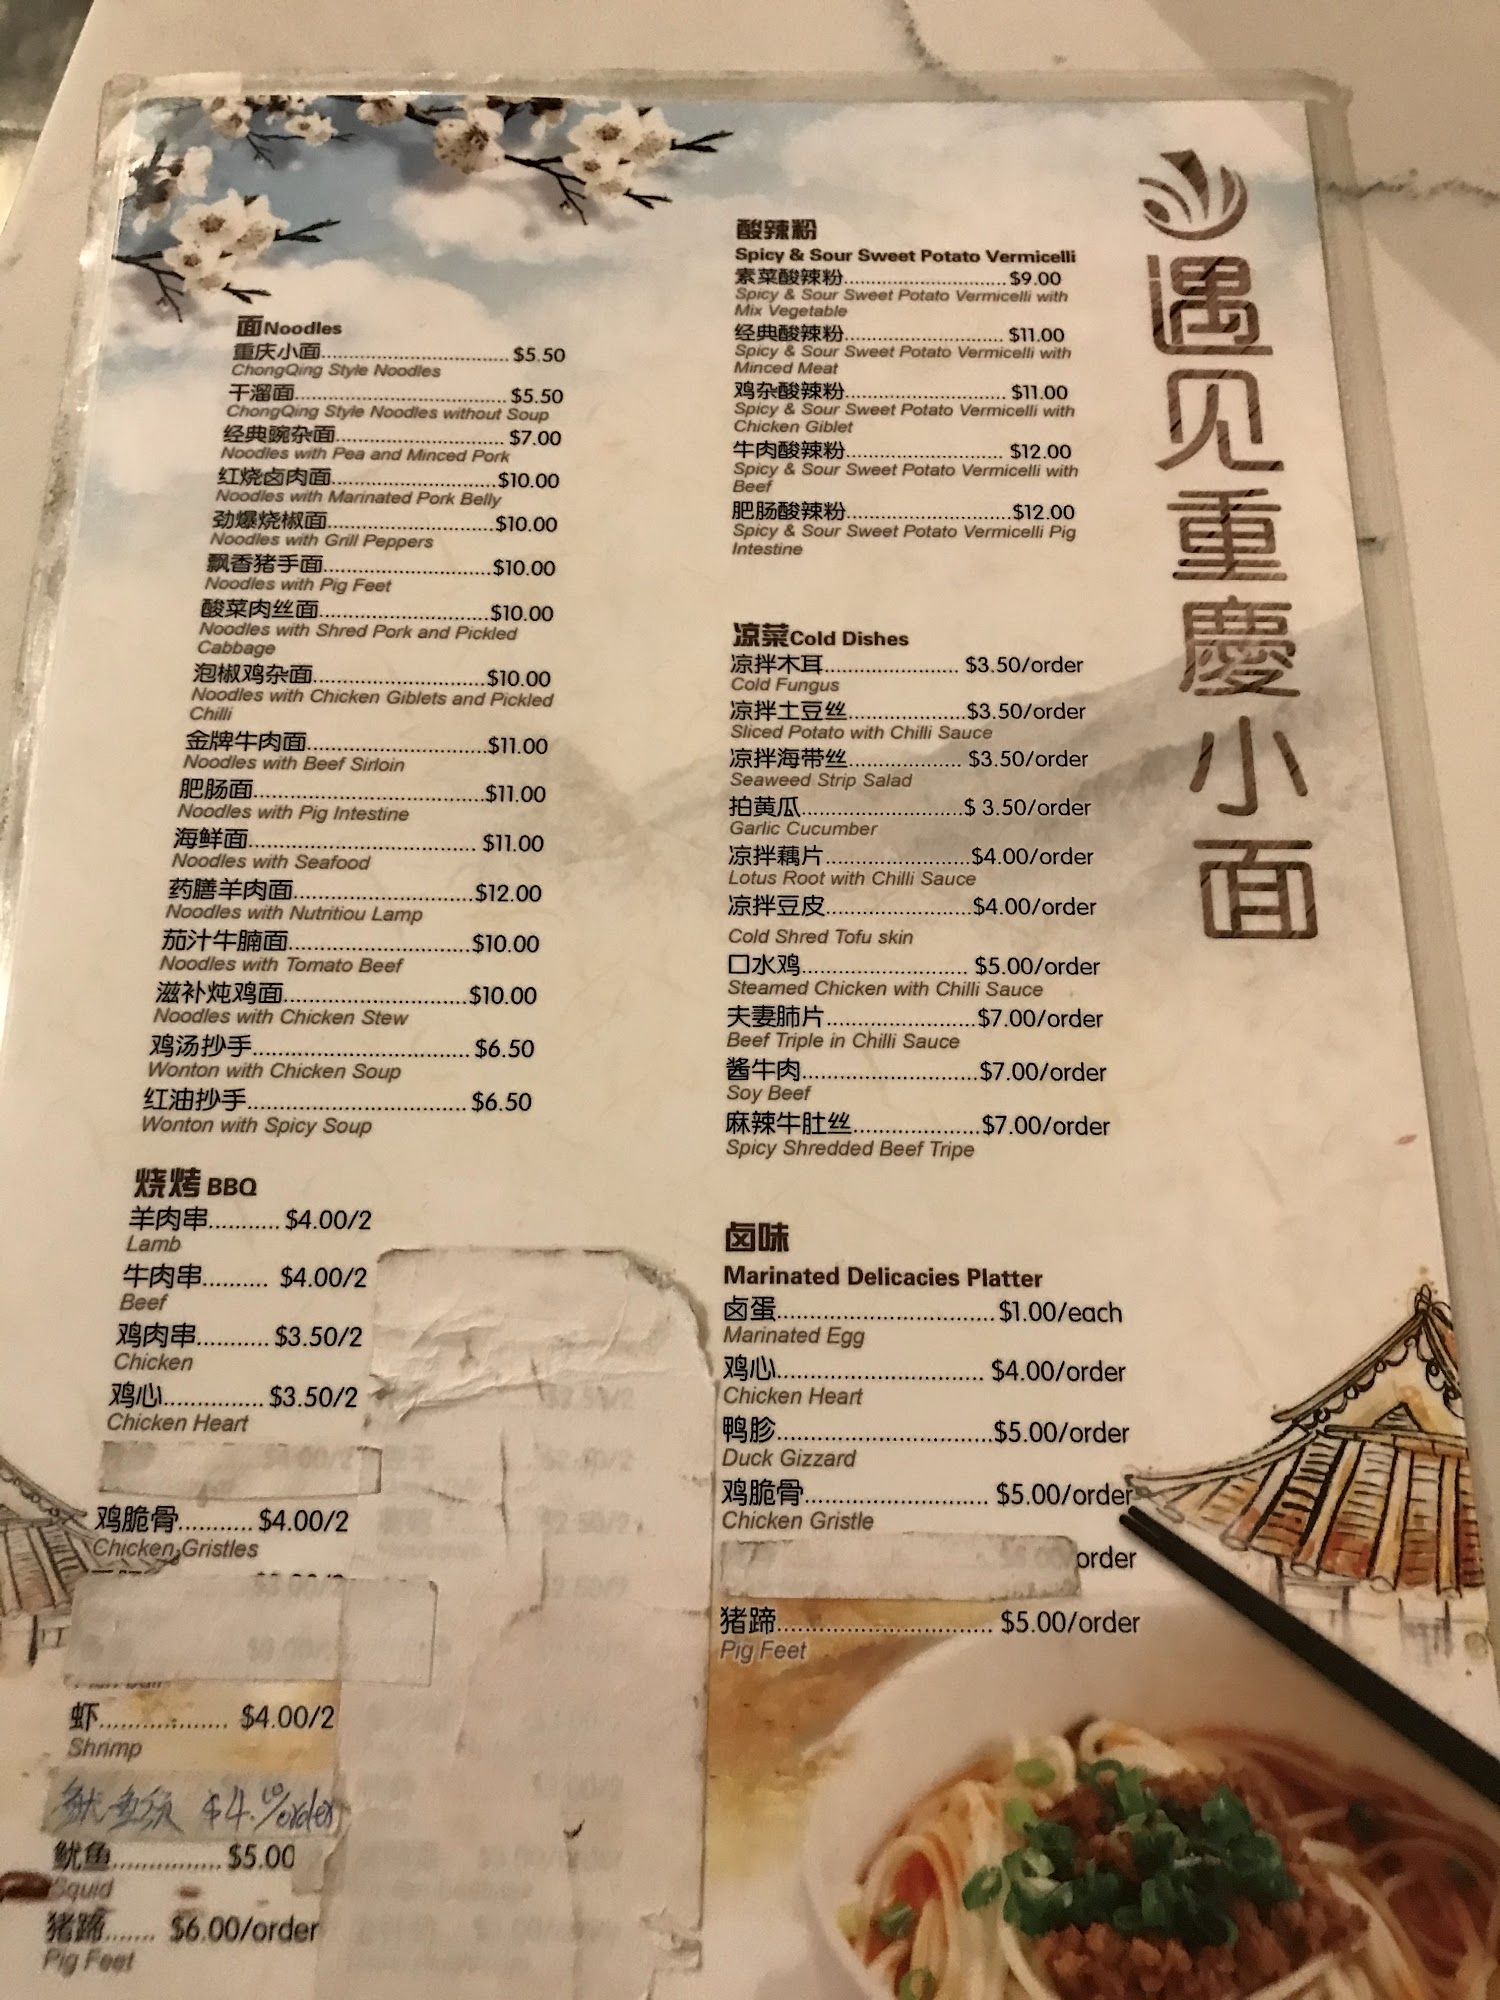 面Noodles
重庆小面..............................$5.50
ChongQing Style Noodles
干溜面..................................$5.50
ChongQing Style Noodles without Soup
经典豌杂面........................... $7.00
Noodles with Pea and Minced Pork
红烧卤肉面..........................$10.00
Noodles with Marinated Pork Belly
劲爆烧椒面..........................$10.00
Noodles with Grill Peppers
飘香猪手面..........................$10.00
Noodles with Pig Feet
酸菜肉丝面..........................$10.00
Noodles with Shred Pork and Pickled
Cabbage
泡椒鸡杂面..........................$10.00
Noodles with Chicken Giblets and Pickled
Chilli
金牌牛肉面...........................$11.00
Noodles with Beef Sirloin
肥肠面...................................$11.00
Noodles with Pig Intestine
海鲜面................................... $11.00
Noodles with Seafood
药膳羊肉面...........................$12.00
Noodles with Nutritiou Lamp
茄汁牛腩面...........................$10.00
Noodles with Tomato Beef
滋补炖鸡面...........................$10.00
Noodles with Chicken Stew
鸡汤抄手................................ $6.50
Wonton with Chicken Soup
红油抄手................................ $6.50
Wonton with Spicy Soup
烧烤 BBQ
羊肉串........... $4.00/2
Lamb
牛肉串.......... $4.00/2
Beef
鸡肉串........... $3.50/2
Chicken
鸡心............... $3.50/2
Chicken Heart
鸡脆骨........... $4.00/2
Chicken Gristles
虾................... $4.00/2
Shrimp
鱿鱼须 $4.00/order
鱿鱼................ $5.00
Squid
猪蹄....... $6.00/order
Pig Feet
酸辣粉
Spicy & Sour Sweet Potato Vermicelli
素菜酸辣粉............................ $9.00
Spicy & Sour Sweet Potato Vermicelli with
Mix Vegetable
经典酸辣粉........................... $11.00
Spicy & Sour Sweet Potato Vermicelli with
Minced Meat
鸡杂酸辣粉........................... $11.00
Spicy & Sour Sweet Potato Vermicelli with
Chicken Giblet
牛肉酸辣粉........................... $12.00
Spicy & Sour Sweet Potato Vermicelli with
Beef
肥肠酸辣粉...........................$12.00
Spicy & Sour Sweet Potato Vermicelli Pig
Intestine
凉菜Cold Dishes
凉拌木耳...................... $3.50/order
Cold Fungus
凉拌土豆丝...................$3.50/order
Sliced Potato with Chilli Sauce
凉拌海带丝................... $3.50/order
Seaweed Strip Salad
拍黄瓜..........................$ 3.50/order
Garlic Cucumber
凉拌藕片.......................$4.00/order
Lotus Root with Chilli Sauce
凉拌豆皮.......................$4.00/order
Cold Shred Tofu skin
口水鸡.......................... $5.00/order
Steamed Chicken with Chilli Sauce
夫妻肺片.......................$7.00/order
Beef Triple in Chilli Sauce
酱牛肉...........................$7.00/order
Soy Beef
麻辣牛肚丝...................$7.00/order
Spicy Shredded Beef Tripe
卤味
Marinated Delicacies Platter
卤蛋.................................. $1.00/each
Marinated Egg
鸡心................................ $4.00/order
Chicken Heart
鸭胗.................................$5.00/order
Duck Gizzard
鸡脆骨............................ $5.00/order
Chicken Gristle
order
猪蹄................................. $5.00/order
Pig Feet
遇见重慶小面